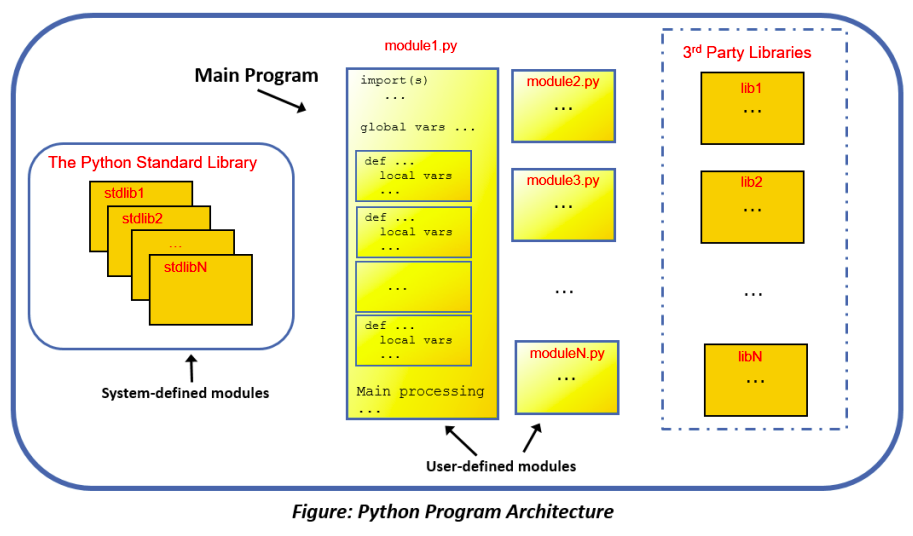 module1.py
Main Program
import(s)
...
global vars ...
def ...
local vars
...
def ...
local vars
...
...
def ...
local vars
...
Main processing
...
The Python Standard Library
stdlib1
stdlib2
...
stdlibN
System-defined modules
module2.py
...
module3.py
...
...
moduleN.py
...
User-defined modules
3rd Party Libraries
lib1
...
lib2
...
...
libN
...
Figure: Python Program Architecture